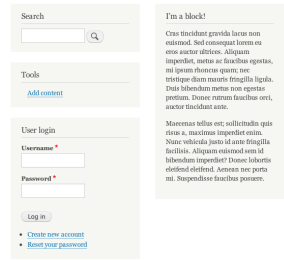 Search
Tools
Add content
User login
Username *
Password *
Log in
Create new account
Reset your password
I'm a block!
Cras tincidunt gravida lacus non
euismod. Sed consequat lorem eu
eros auctor ultrices. Aliquam
imperdiet, metus ac faucibus egestas,
mi ipsum rhoncus quam; nec
tristique diam mauris fringilla ligula.
Duis bibendum metus non egestas
pretium. Donec rutrum faucibus orci,
auctor tincidunt ante.
Maecenas tellus est; sollicitudin quis
risus a, maximus imperdiet enim.
Nunc vehicula justo id ante fringilla
facilisis. Aliquam euismod sem id
bibendum imperdiet? Donec lobortis
eleifend eleifend. Aenean nec porta
mi. Suspendisse faucibus posuere.